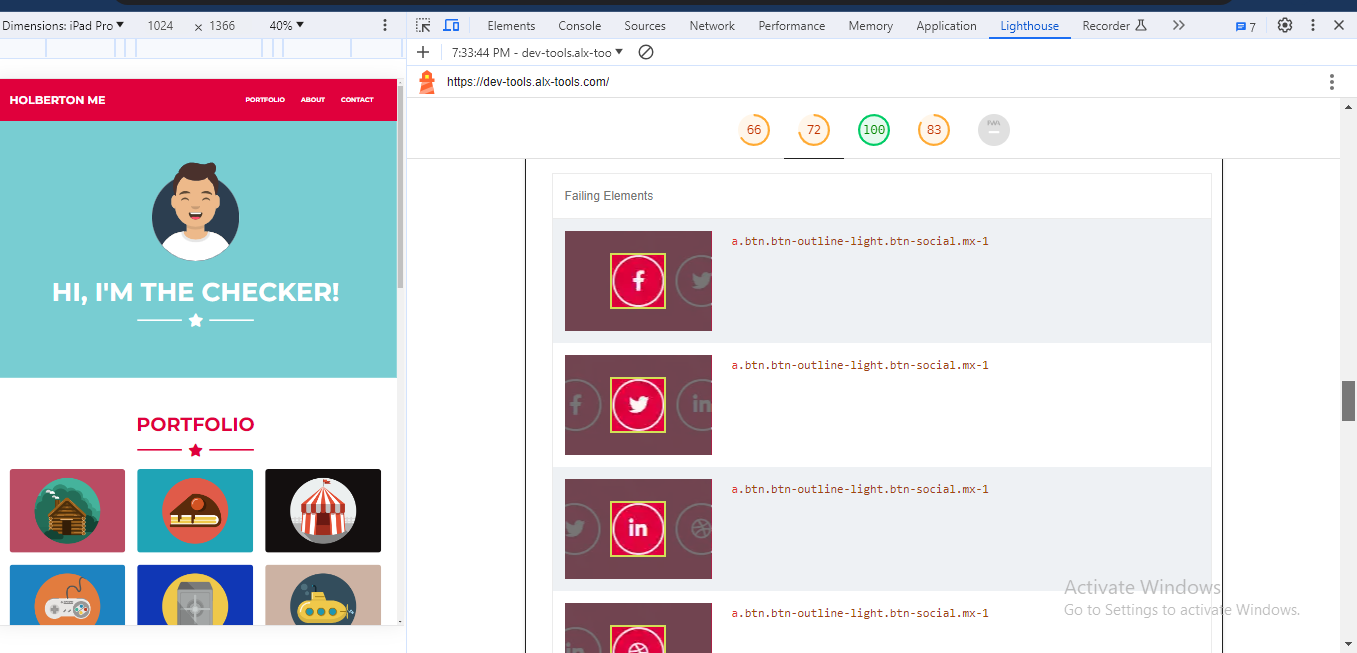 Dimensions: iPad Pro 1024 × 1366 40%
Elements Console Sources Network Performance Memory Application Lighthouse Recorder 7
7:33:44 PM - dev-tools.alx-too
https://dev-tools.alx-tools.com/
66 72 100 83 PWA
HOLBERTON ME PORTFOLIO ABOUT CONTACT
HI, I'M THE CHECKER!
PORTFOLIO
Failing Elements
a.btn.btn-outline-light.btn-social.mx-1
a.btn.btn-outline-light.btn-social.mx-1
a.btn.btn-outline-light.btn-social.mx-1
a.btn.btn-outline-light.btn-social.mx-1
Activate Windows
Go to Settings to activate Windows.